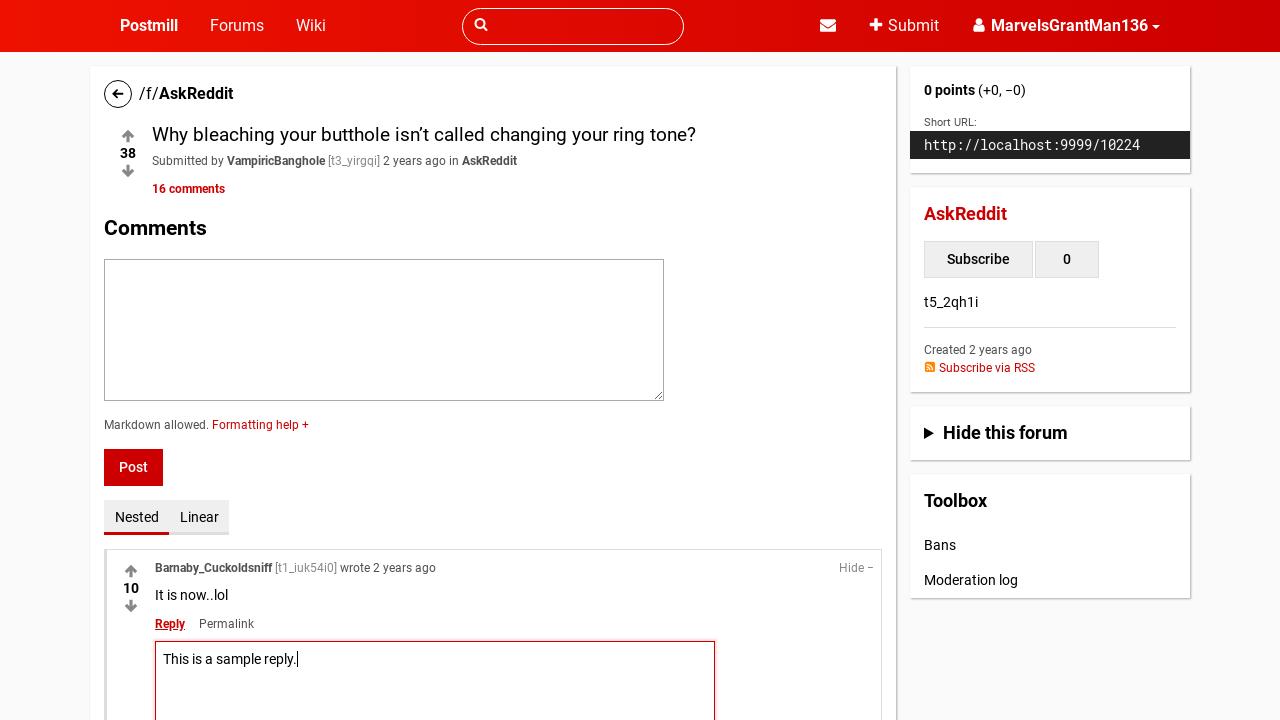 Postmill Forums Wiki Submit MarvelsGrantMan136
/f/AskReddit
38
Why bleaching your butthole isn’t called changing your ring tone?
Submitted by VampiricBanghole [t3_yirgqi] 2 years ago in AskReddit
16 comments
Comments
Markdown allowed. Formatting help +
Post
Nested Linear
10
Barnaby_Cuckoldsniff [t1_iuk54i0] wrote 2 years ago Hide −
It is now..lol
Reply Permalink
This is a sample reply.
0 points (+0, −0)
Short URL:
http://localhost:9999/10224
AskReddit
Subscribe 0
t5_2qh1i
Created 2 years ago
Subscribe via RSS
Hide this forum
Toolbox
Bans
Moderation log